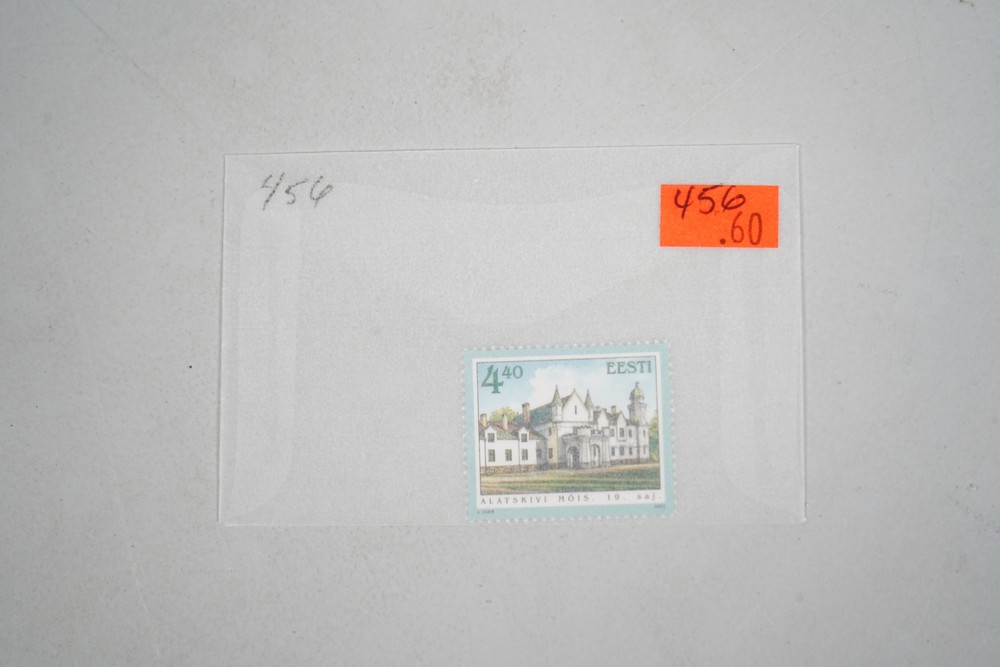 456
456
.60
4.40 EESTI
ALATSKIVI MÕIS. 19. saj.